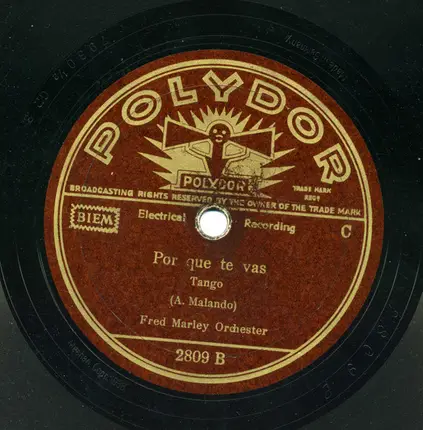 POLYDOR
POLYDOR
TRADE MARK
REG?
BROADCASTING RIGHTS RESERVED BY THE OWNER OF THE TRADE MARK
BIEM
Electrical Recording
C
Por que te vas
Tango
(A. Malando)
Fred Marley Orchester
2809 B